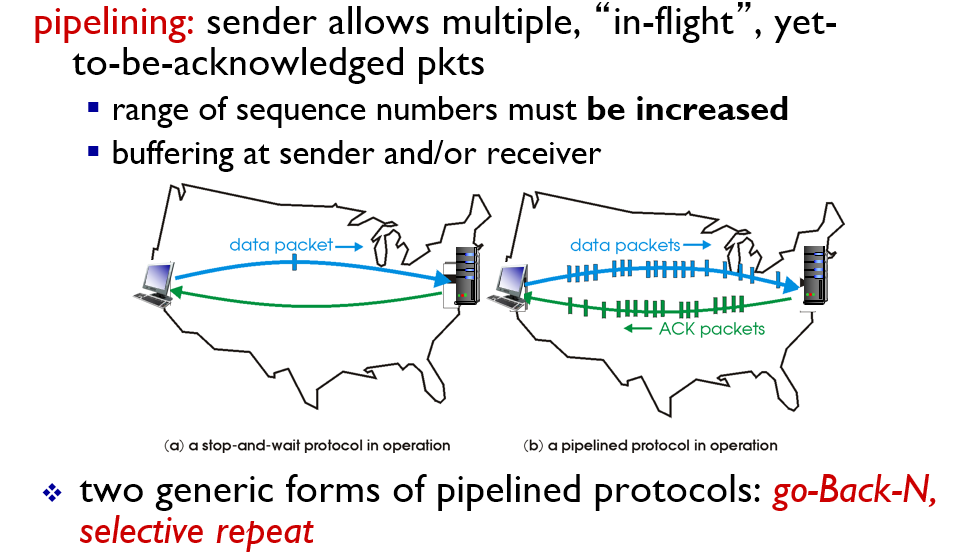 pipelining: sender allows multiple, “in-flight”, yet-
to-be-acknowledged pkts
▪ range of sequence numbers must be increased
▪ buffering at sender and/or receiver
data packet→
data packets→
← ACK packets
(a) a stop-and-wait protocol in operation
(b) a pipelined protocol in operation
❖ two generic forms of pipelined protocols: go-Back-N,
selective repeat